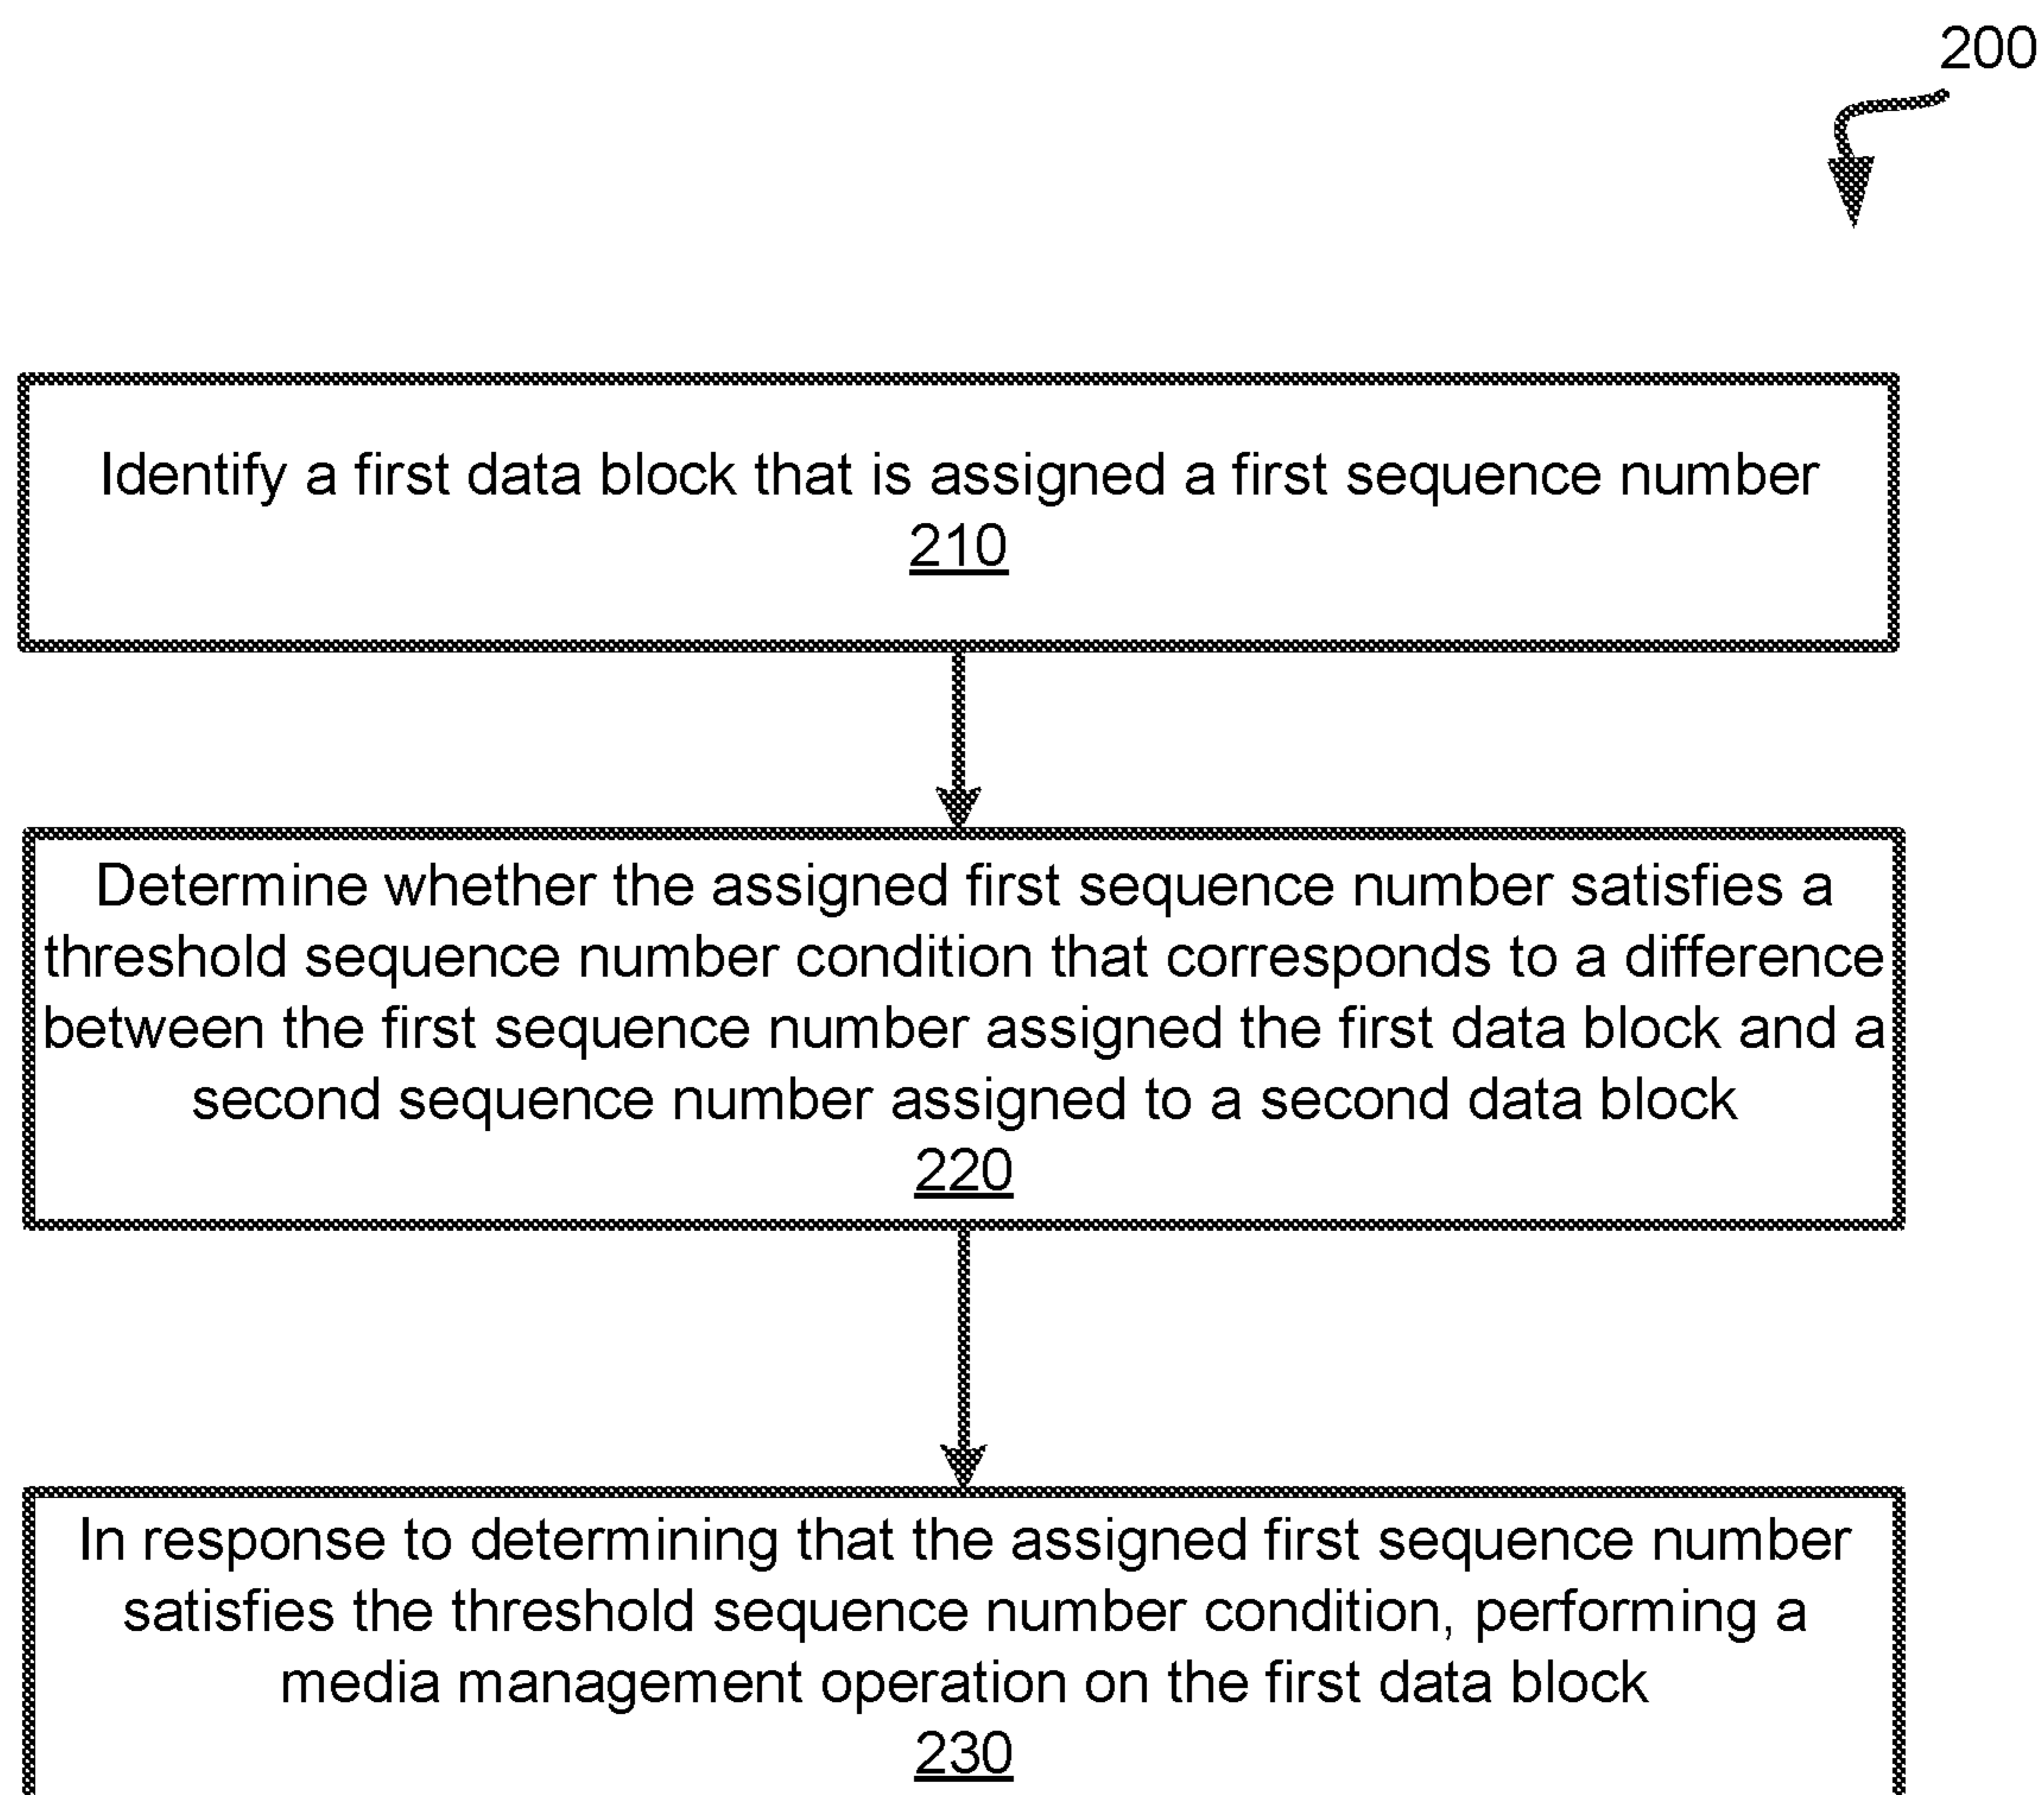 200
Identify a first data block that is assigned a first sequence number
210
Determine whether the assigned first sequence number satisfies a
threshold sequence number condition that corresponds to a difference
between the first sequence number assigned the first data block and a
second sequence number assigned to a second data block
220
In response to determining that the assigned first sequence number
satisfies the threshold sequence number condition, performing a
media management operation on the first data block
230